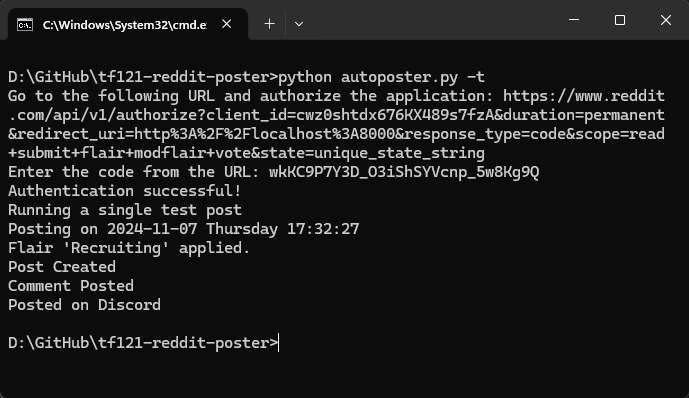 C:\Windows\System32\cmd.e
D:\GitHub\tf121-reddit-poster>python autoposter.py -t
Go to the following URL and authorize the application: https://www.reddit
.com/api/v1/authorize?client_id=cwz0shtdx676KX489s7fzA&duration=permanent
&redirect_uri=http%3A%2F%2Flocalhost%3A8000&response_type=code&scope=read
+submit+flair+modflair+vote&state=unique_state_string
Enter the code from the URL: wkKC9P7Y3D_O3iShSYVcnp_5w8Kg9Q
Authentication successful!
Running a single test post
Posting on 2024-11-07 Thursday 17:32:27
Flair 'Recruiting' applied.
Post Created
Comment Posted
Posted on Discord
D:\GitHub\tf121-reddit-poster>